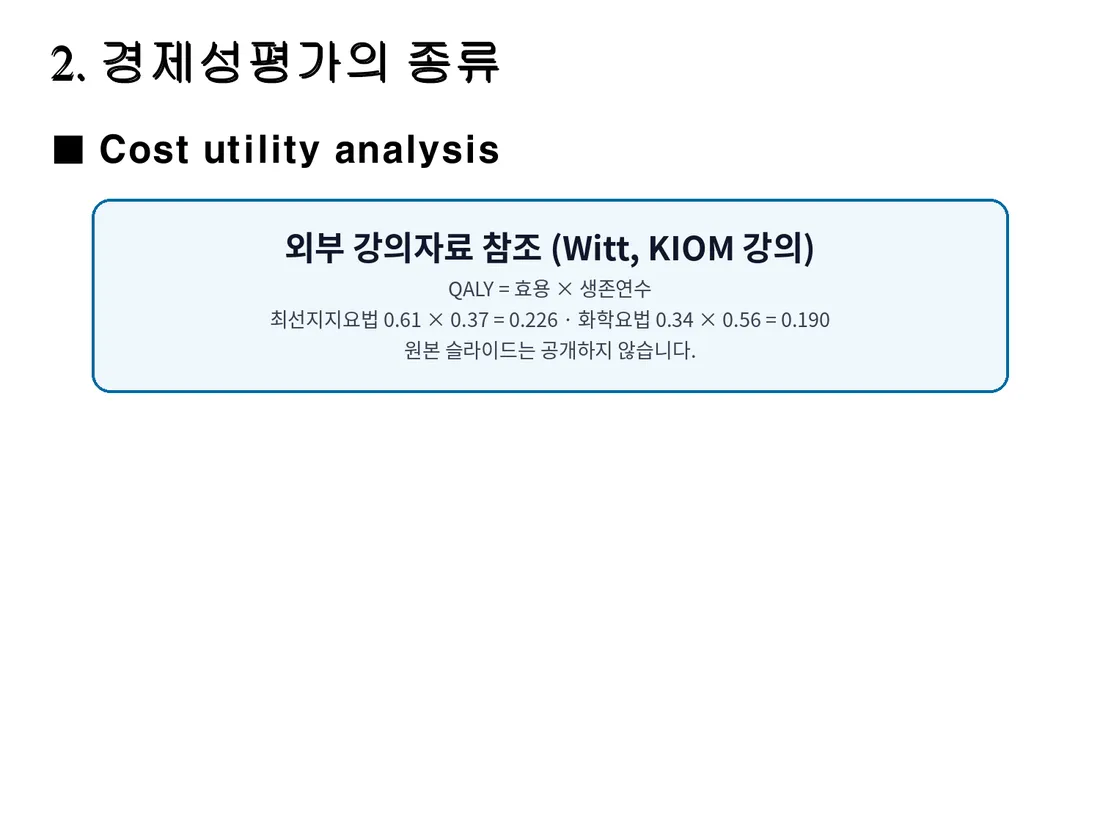 2. 경제성평가의 종류
■ Cost utility analysis
외부 강의자료 참조 (Witt, KIOM 강의)
QALY = 효용 × 생존연수
최선지지요법 0.61 × 0.37 = 0.226 · 화학요법 0.34 × 0.56 = 0.190
원본 슬라이드는 공개하지 않습니다.